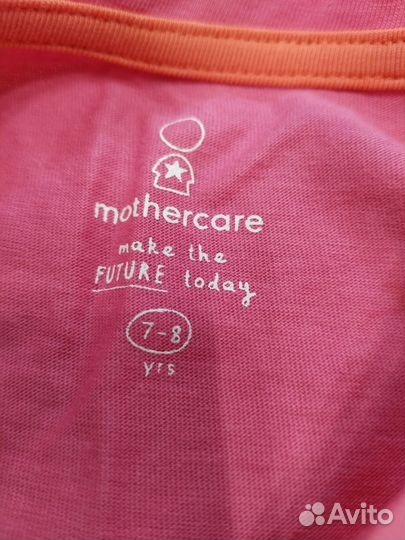 mothercare
make the
FUTURE today
7-8
yrs
Avito